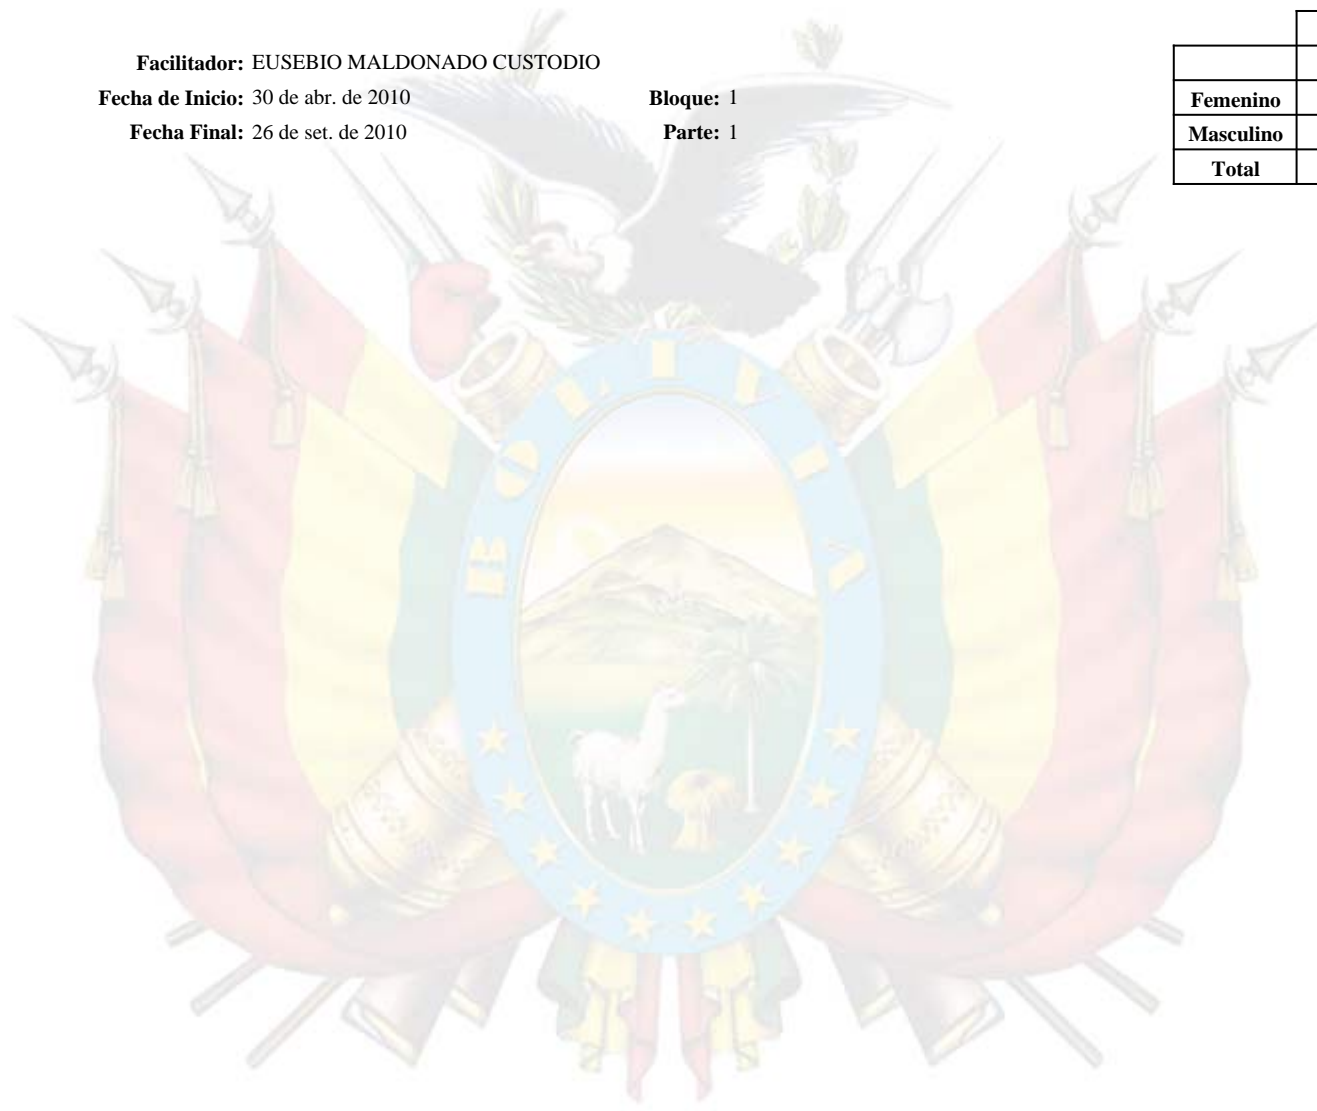 Facilitador: EUSEBIO MALDONADO CUSTODIO
Fecha de Inicio: 30 de abr. de 2010 Bloque: 1
Fecha Final: 26 de set. de 2010 Parte: 1
Femenino
Masculino
Total
BOLIVIA